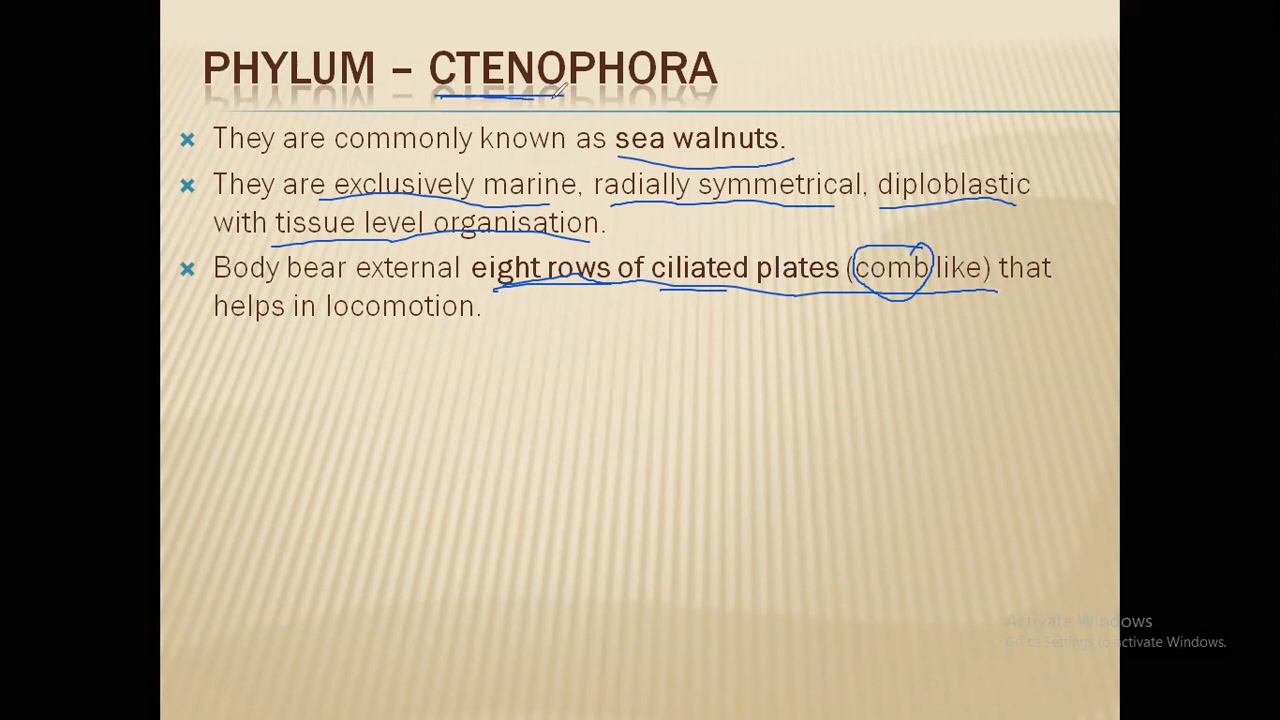 PHYLUM – CTENOPHORA
They are commonly known as sea walnuts.
They are exclusively marine, radially symmetrical, diploblastic
with tissue level organisation.
Body bear external eight rows of ciliated plates (comb like) that
helps in locomotion.
Activate Windows
Go to Settings to activate Windows.